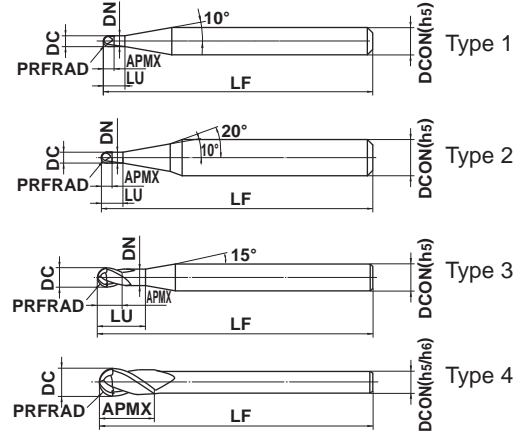 10°
DN
DC
DCON(h5)
Type 1
PRFRAD
APMX
LU
LF
20°
10°
DN
DC
DCON(h5)
Type 2
PRFRAD
APMX
LU
LF
15°
DN
DC
DCON(h5)
Type 3
PRFRAD
APMX
LU
LF
DC
DCON(h5/h6)
Type 4
PRFRAD
APMX
LF